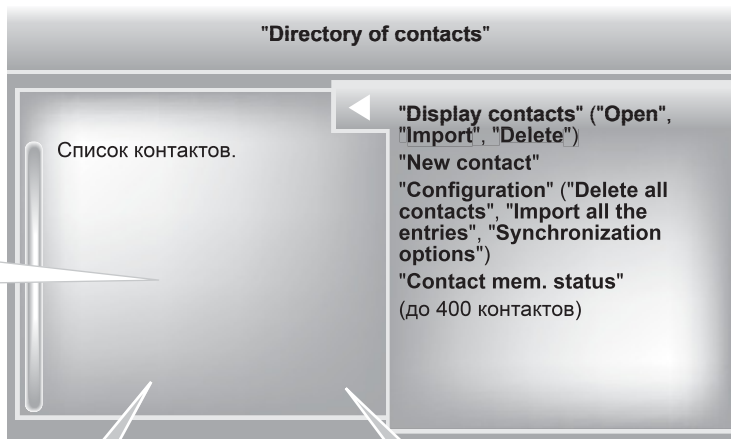 "Directory of contacts"
Список контактов.
"Display contacts" ("Open",
"Import", "Delete")
"New contact"
"Configuration" ("Delete all
contacts", "Import all the
entries", "Synchronization
options")
"Contact mem. status"
(до 400 контактов)